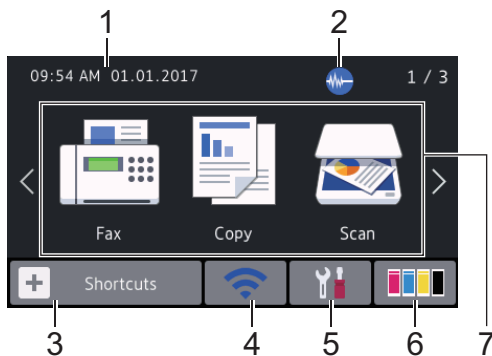 1 2
09:54 AM 01.01.2017 1 / 3
Fax Copy Scan
+ Shortcuts
3 4 5 6 7